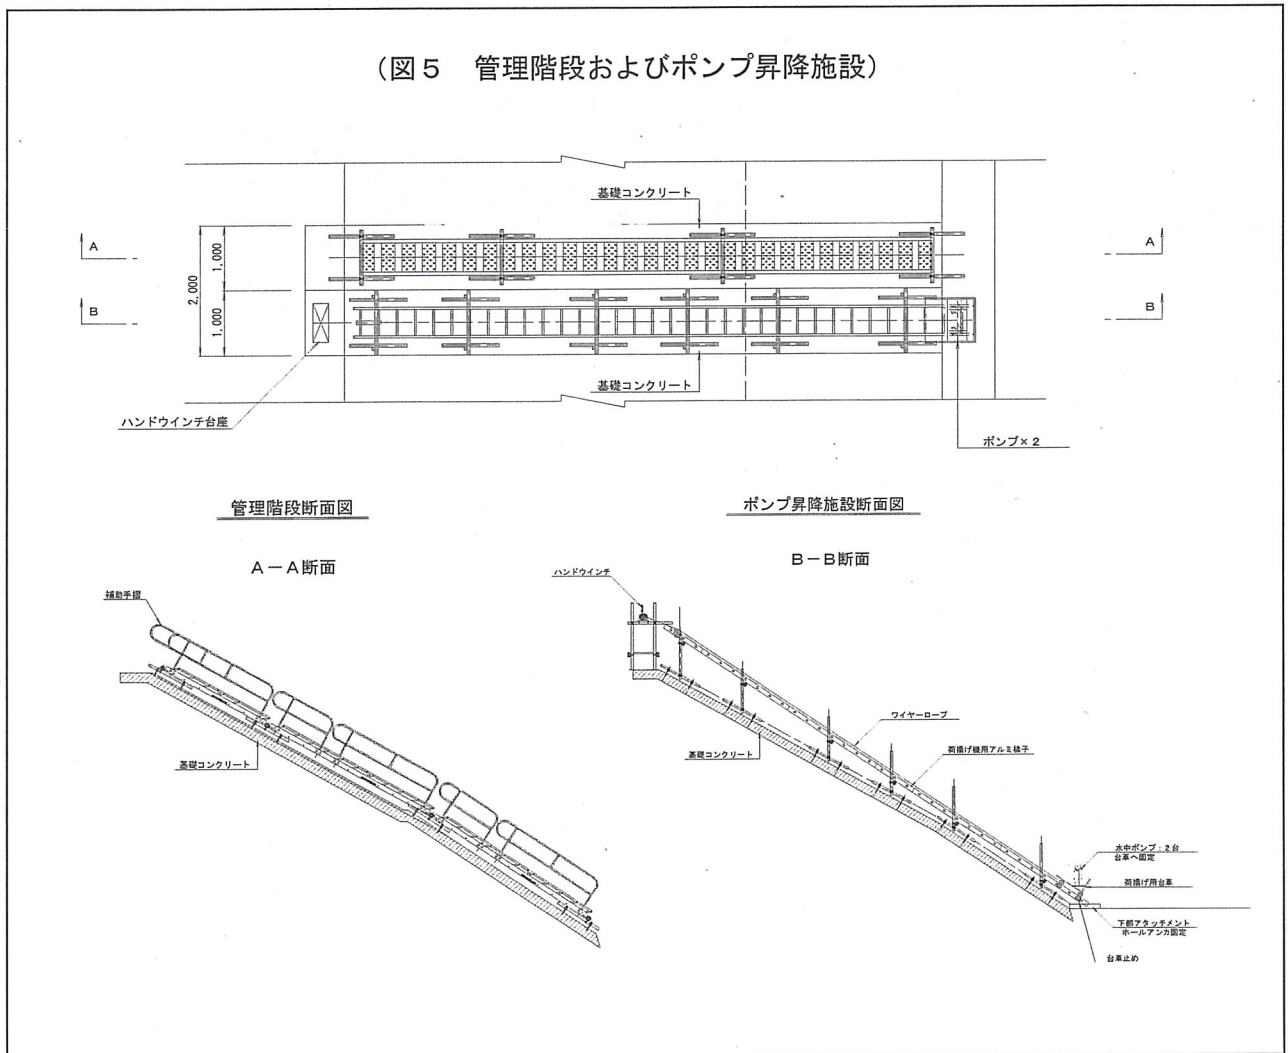 (図5 管理階段およびポンプ昇降施設)
基礎コンクリート
A
A
1,000
2,000
B
B
1,000
基礎コンクリート
ハンドウインチ台座
ポンプ×2
管理階段断面図
ポンプ昇降施設断面図
A－A断面
B－B断面
ハンドウインチ
補助手摺
ワイヤーロープ
基礎コンクリート
基礎コンクリート
荷揚げ機用アルミ梯子
水中ポンプ：2台
台車へ固定
荷揚げ用台車
下部アタッチメント
ホールアンカ固定
台車止め